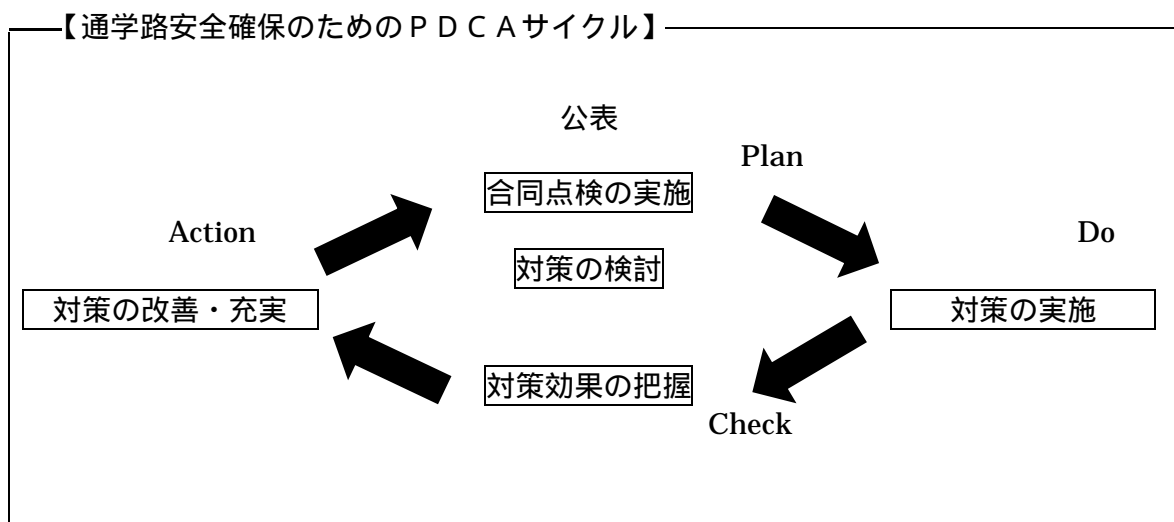 【通学路安全確保のためのＰＤＣＡサイクル】
公表
Plan
合同点検の実施
Action
Do
対策の検討
対策の改善・充実
対策の実施
対策効果の把握
Check